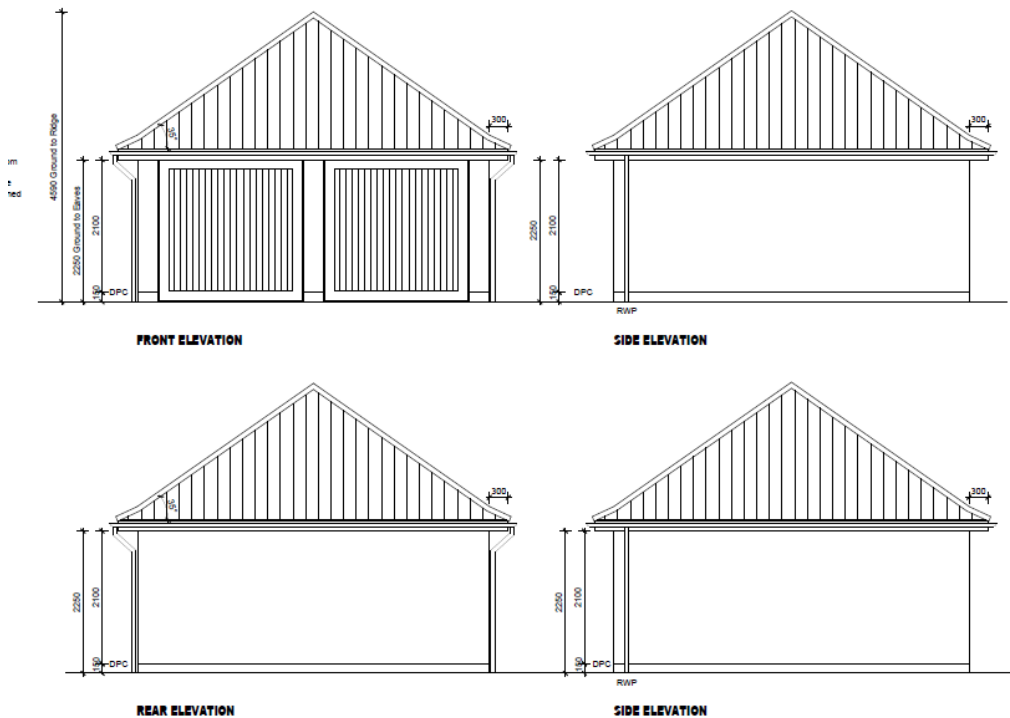 4590 Ground to Ridge
2250 Ground to Eaves
2100
150
DPC
35°
300
FRONT ELEVATION
300
2250
2100
150
DPC
RWP
SIDE ELEVATION
35°
300
2250
2100
150
DPC
REAR ELEVATION
300
2250
2100
150
DPC
RWP
SIDE ELEVATION